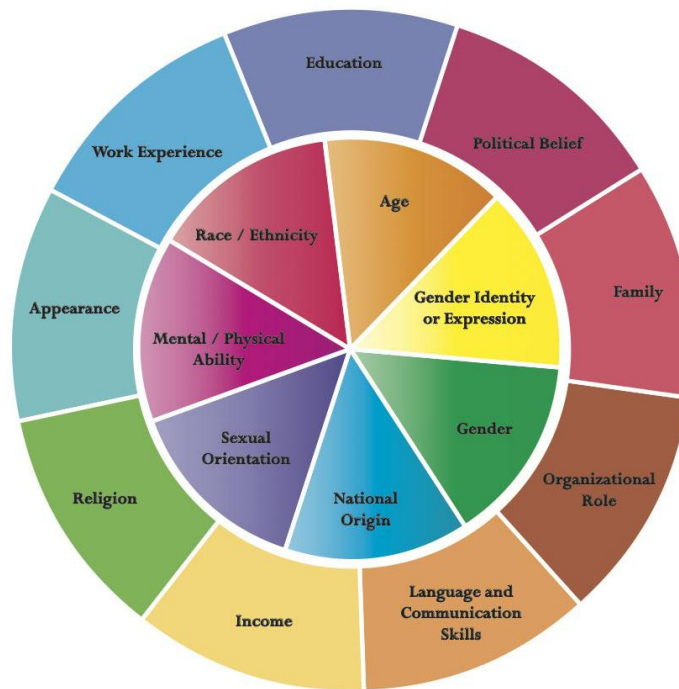 Education
Political Belief
Family
Organizational
Role
Language and
Communication
Skills
Income
Religion
Appearance
Work Experience
Age
Gender Identity
or Expression
Gender
National
Origin
Sexual
Orientation
Mental / Physical
Ability
Race / Ethnicity